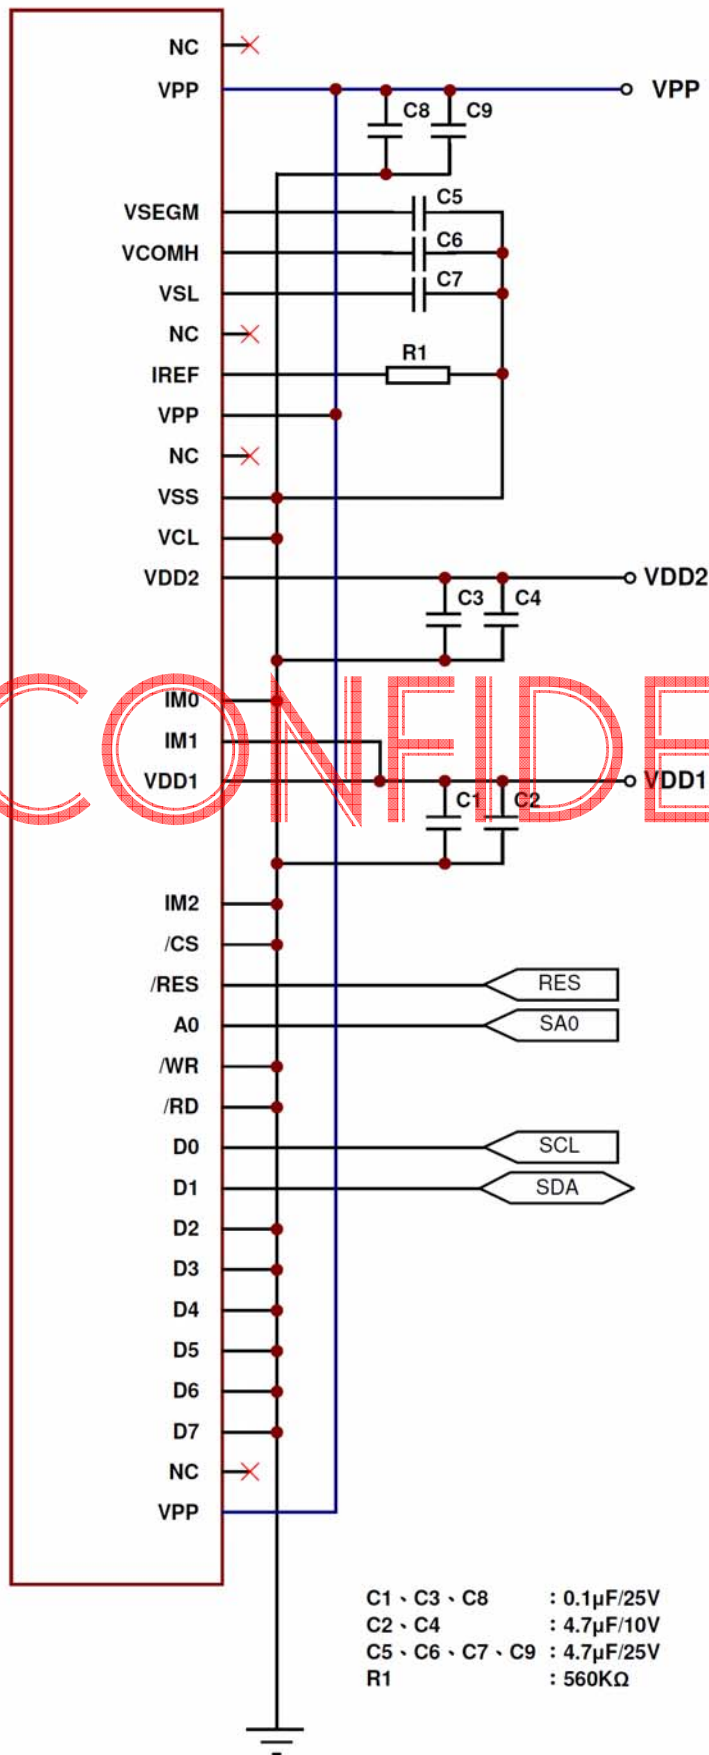 NC
VPP
VPP
C8
C9
VSEGM
C5
VCOMH
C6
VSL
C7
NC
R1
IREF
VPP
NC
VSS
VCL
VDD2
VDD2
C3
C4
CONFIDE
IM0
IM1
VDD1
VDD1
C1
C2
IM2
/CS
/RES
RES
A0
SA0
/WR
/RD
D0
SCL
D1
SDA
D2
D3
D4
D5
D6
D7
NC
VPP
C1、C3、C8 : 0.1μF/25V
C2、C4 : 4.7μF/10V
C5、C6、C7、C9 : 4.7μF/25V
R1 : 560KΩ